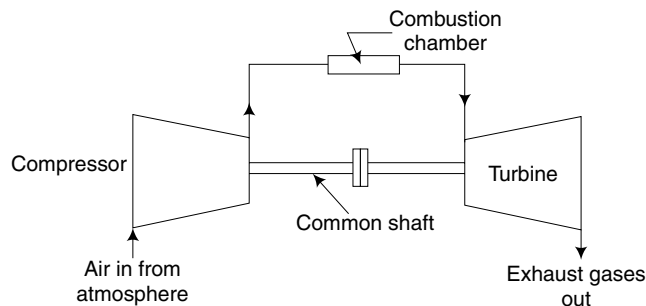 Combustion
chamber
Compressor
Turbine
Common shaft
Air in from
atmosphere
Exhaust gases
out